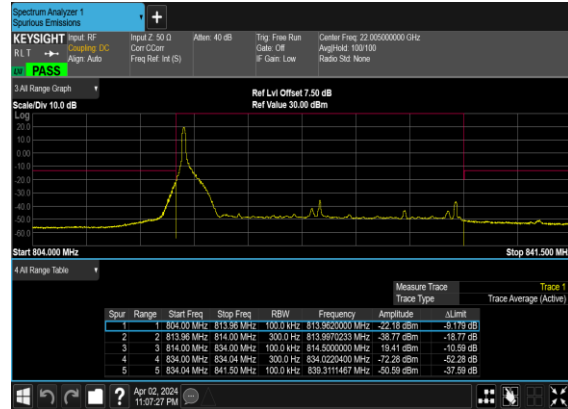 Spectrum Analyzer 1
Spurious Emissions
KEYSIGHT Input: RF Input Z: 50 Ω Atten: 40 dB Trig: Free Run Center Freq: 22.005000000 GHz
RLT Coupling: DC Corr CCorr Gate: Off Avg|Hold: 100/100
Align: Auto Freq Ref: Int (S) IF Gain: Low Radio Std: None
PASS
3 All Range Graph
Ref Lvl Offset 7.50 dB
Scale/Div 10.0 dB Ref Value 30.00 dBm
Log
20.0
10.0
0.00
-10.0
-20.0
-30.0
-40.0
-50.0
-60.0
Start 804.000 MHz Stop 841.500 MH
4 All Range Table
Measure Trace Trace 1
Trace Type Trace Average (Active)
Spur Range Start Freq Stop Freq RBW Frequency Amplitude ΔLimit
1 1 804.00 MHz 813.96 MHz 100.0 kHz 813.9620000 MHz -22.18 dBm -9.179 dB
2 2 813.96 MHz 814.00 MHz 300.0 Hz 813.9970233 MHz -38.77 dBm -18.77 dB
3 3 814.00 MHz 834.00 MHz 100.0 kHz 814.5000000 MHz 19.41 dBm -10.59 dB
4 4 834.00 MHz 834.04 MHz 300.0 Hz 834.0220400 MHz -72.28 dBm -52.28 dB
5 5 834.04 MHz 841.50 MHz 100.0 kHz 839.3111467 MHz -50.59 dBm -37.59 dB
? Apr 02, 2024
11:07:27 PM